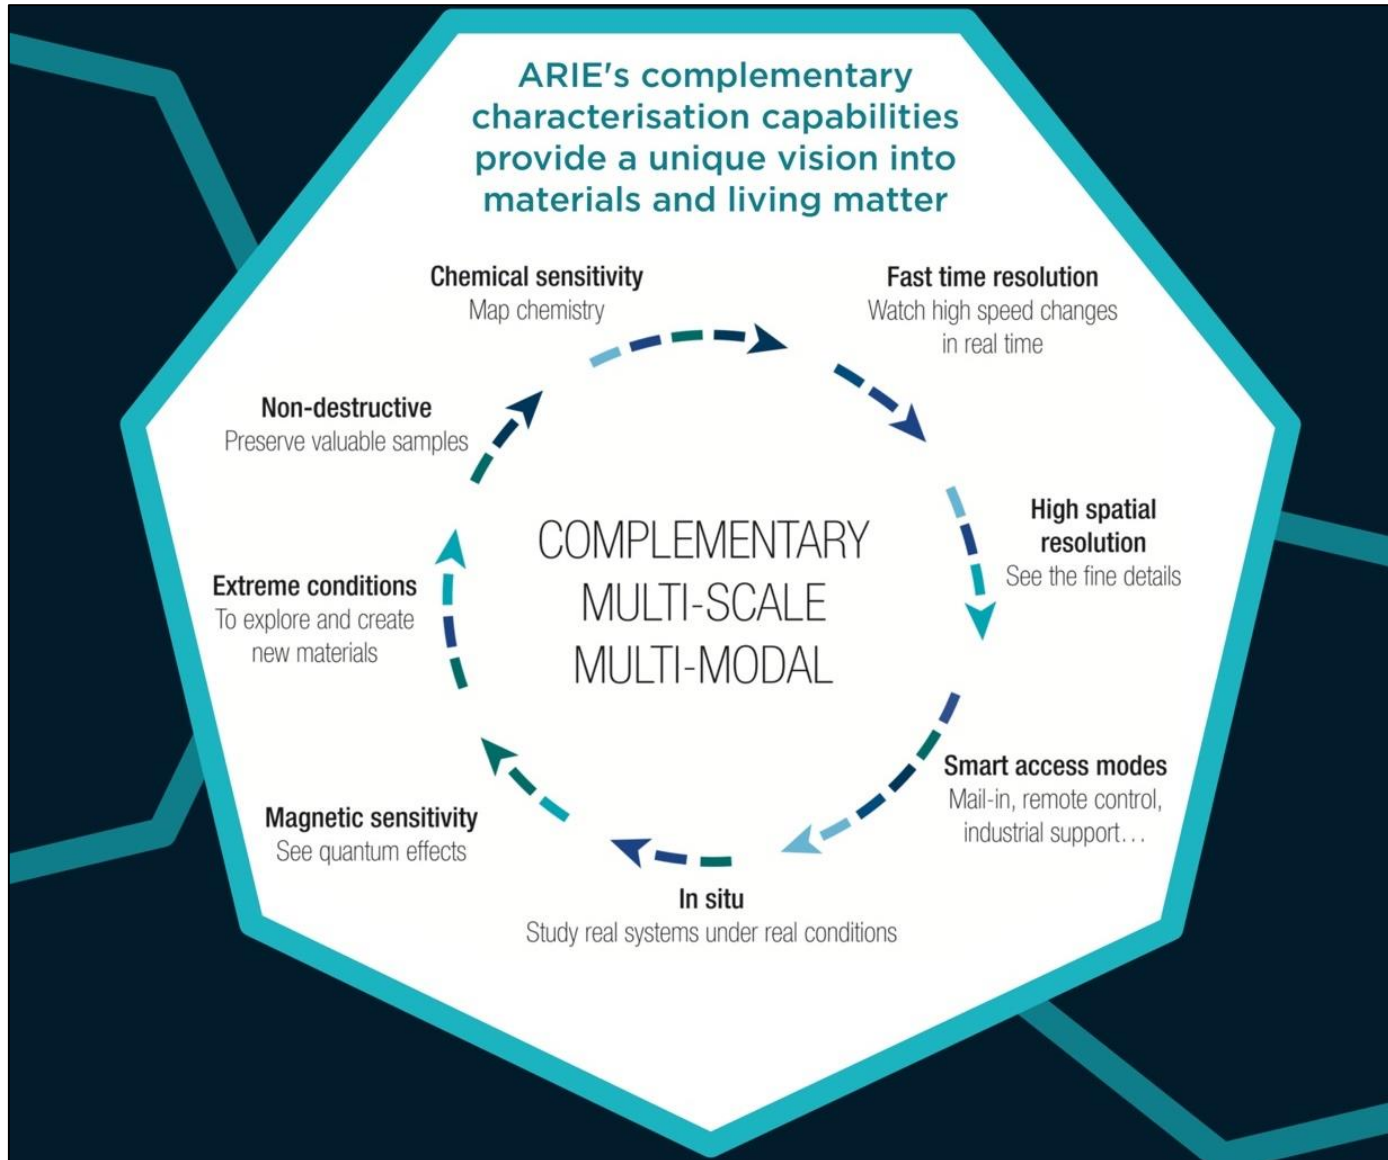 ARIE's complementary
characterisation capabilities
provide a unique vision into
materials and living matter
Chemical sensitivity
Map chemistry
Fast time resolution
Watch high speed changes
in real time
Non-destructive
Preserve valuable samples
High spatial
resolution
See the fine details
COMPLEMENTARY
MULTI-SCALE
MULTI-MODAL
Extreme conditions
To explore and create
new materials
Smart access modes
Mail-in, remote control,
industrial support…
Magnetic sensitivity
See quantum effects
In situ
Study real systems under real conditions